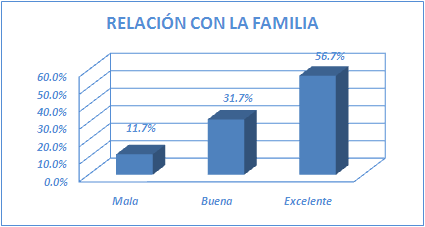 RELACIÓN CON LA FAMILIA
56.7%
31.7%
11.7%
60.0%
50.0%
40.0%
30.0%
20.0%
10.0%
0.0%
Mala
Buena
Excelente